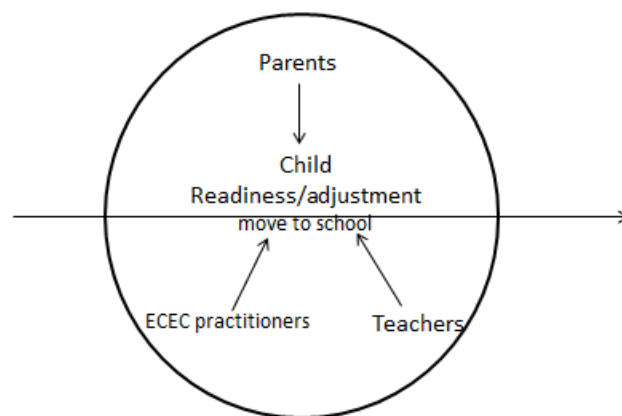 Parents
Child
Readiness/adjustment
move to school
ECEC practitioners
Teachers